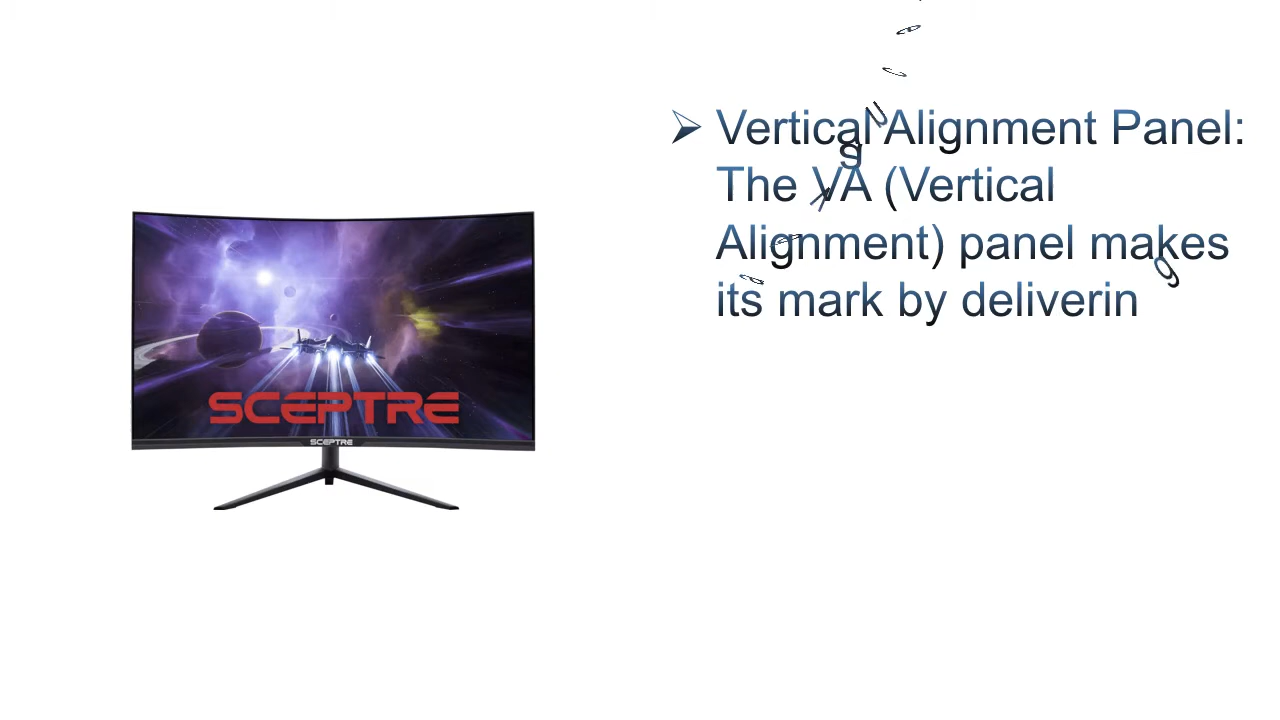 Vertical Alignment Panel:
The VA (Vertical
Alignment) panel makes
its mark by deliverin
g
SCEPTRE
SCEPTRE